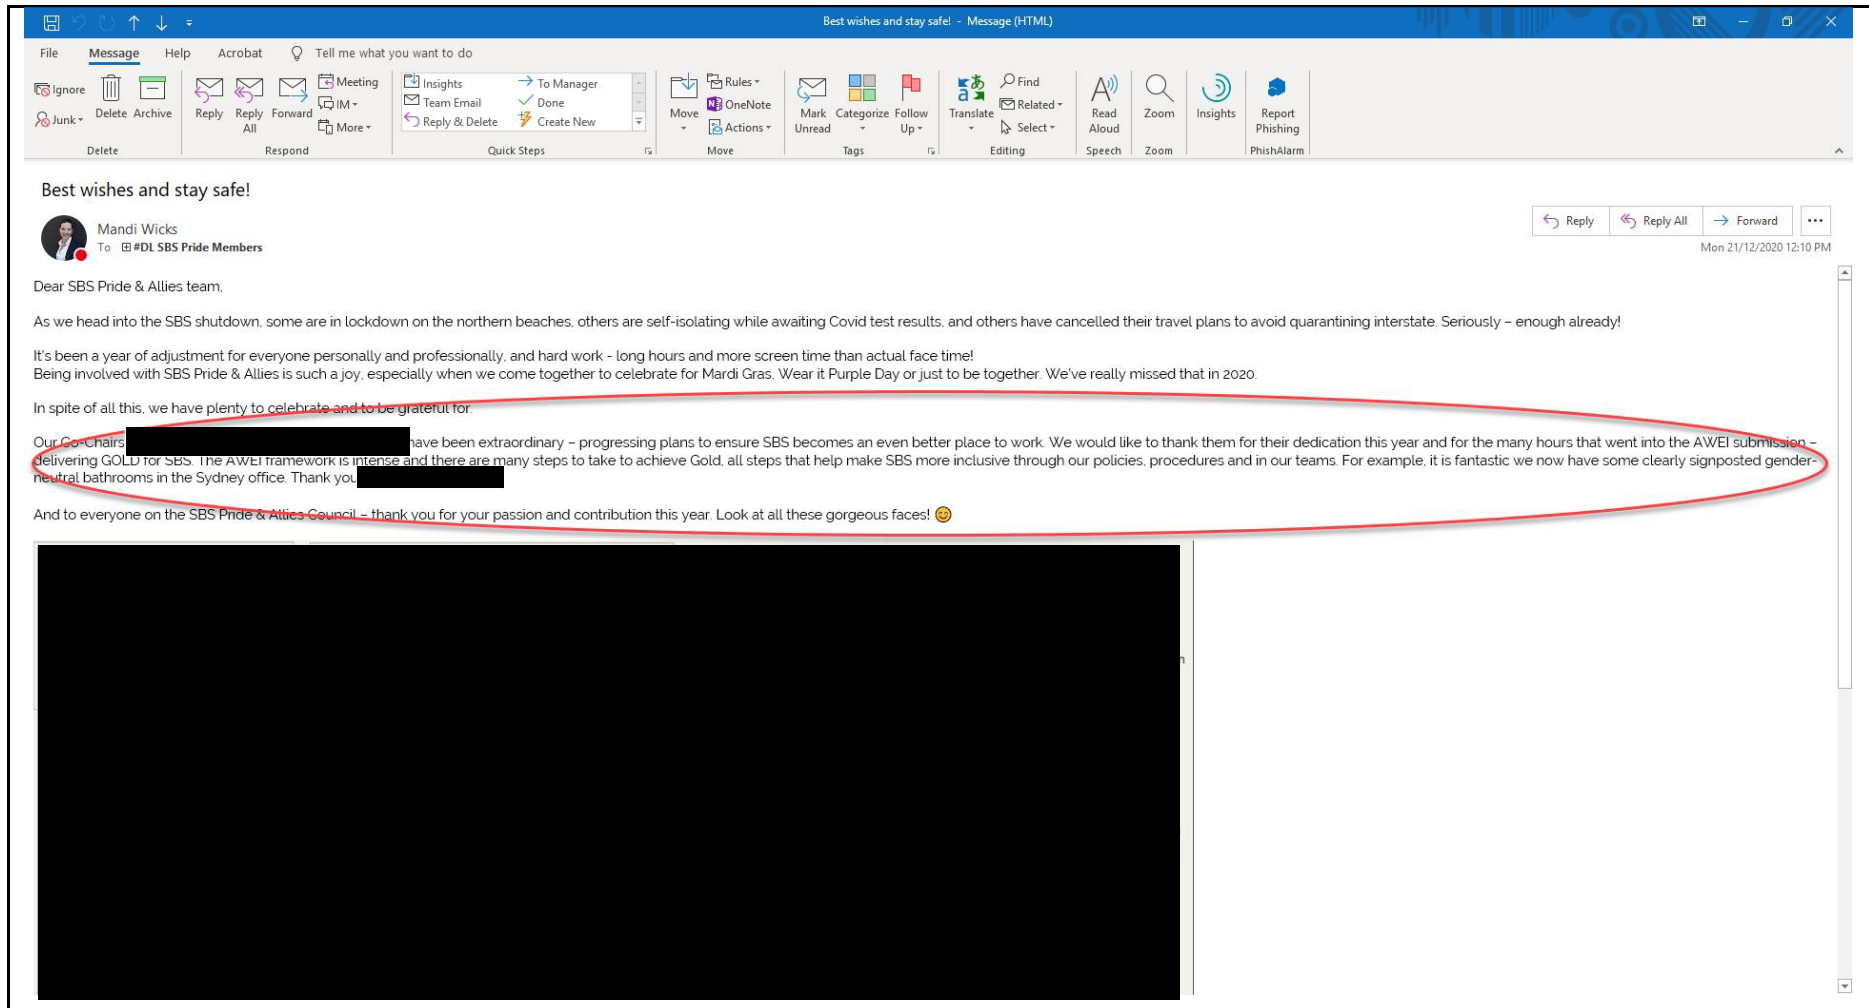 Best wishes and stay safe! - Message (HTML)
File Message Help Acrobat Tell me what you want to do
Ignore
Junk
Delete
Archive
Delete
Reply
Reply All
Forward
Meeting
IM
More
Respond
Insights
Team Email
Reply & Delete
To Manager
Done
Create New
Quick Steps
Move
Rules
OneNote
Actions
Move
Mark Unread
Categorize
Follow Up
Tags
Translate
Find
Related
Select
Editing
Read Aloud
Speech
Zoom
Zoom
Insights
Report Phishing
PhishAlarm
Best wishes and stay safe!
Mandi Wicks
To #DL SBS Pride Members
Reply Reply All Forward
Mon 21/12/2020 12:10 PM
Dear SBS Pride & Allies team,
As we head into the SBS shutdown, some are in lockdown on the northern beaches, others are self-isolating while awaiting Covid test results, and others have cancelled their travel plans to avoid quarantining interstate. Seriously – enough already!
It's been a year of adjustment for everyone personally and professionally, and hard work - long hours and more screen time than actual face time!
Being involved with SBS Pride & Allies is such a joy, especially when we come together to celebrate for Mardi Gras, Wear it Purple Day or just to be together. We've really missed that in 2020.
In spite of all this, we have plenty to celebrate and to be grateful for.
Our Co-Chairs have been extraordinary – progressing plans to ensure SBS becomes an even better place to work. We would like to thank them for their dedication this year and for the many hours that went into the AWEI submission –
delivering GOLD for SBS. The AWEI framework is intense and there are many steps to take to achieve Gold, all steps that help make SBS more inclusive through our policies, procedures and in our teams. For example, it is fantastic we now have some clearly signposted gender-
neutral bathrooms in the Sydney office. Thank you
And to everyone on the SBS Pride & Allies Council – thank you for your passion and contribution this year. Look at all these gorgeous faces! 😊